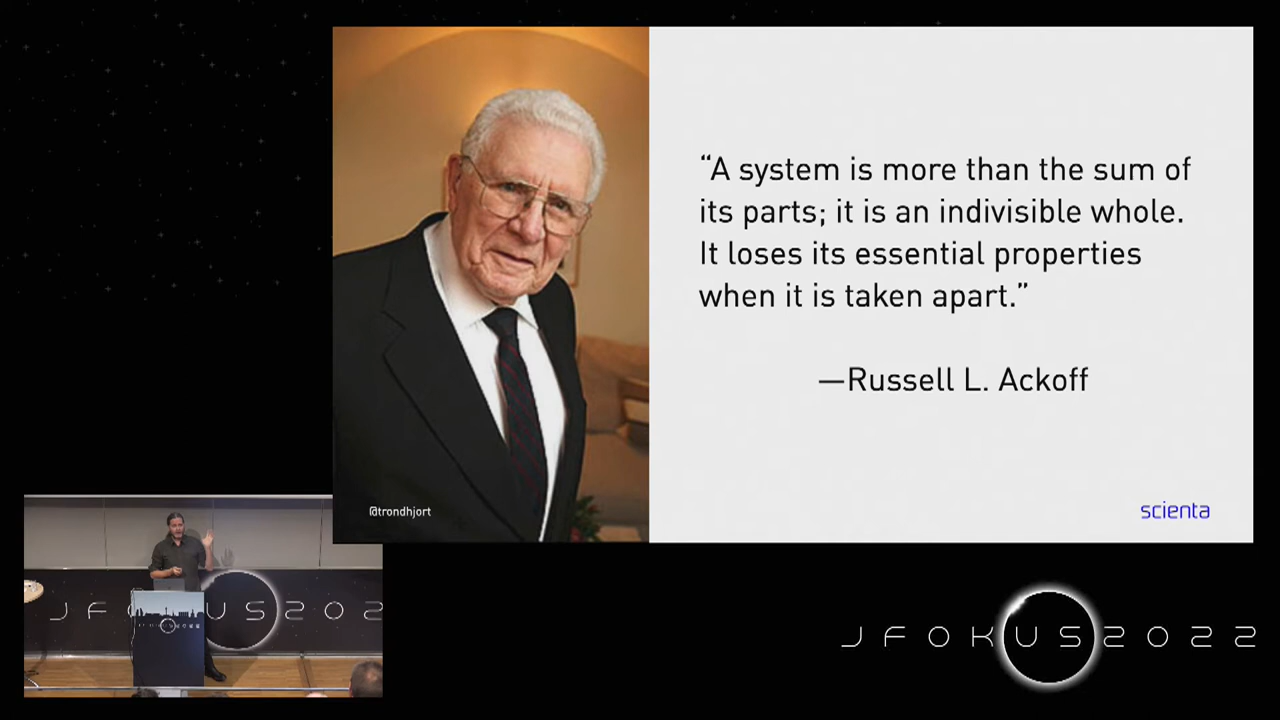 “A system is more than the sum of
its parts; it is an indivisible whole.
It loses its essential properties
when it is taken apart.”
—Russell L. Ackoff
@trondhjort
scienta
JFOKUS202
JFOKUS2022